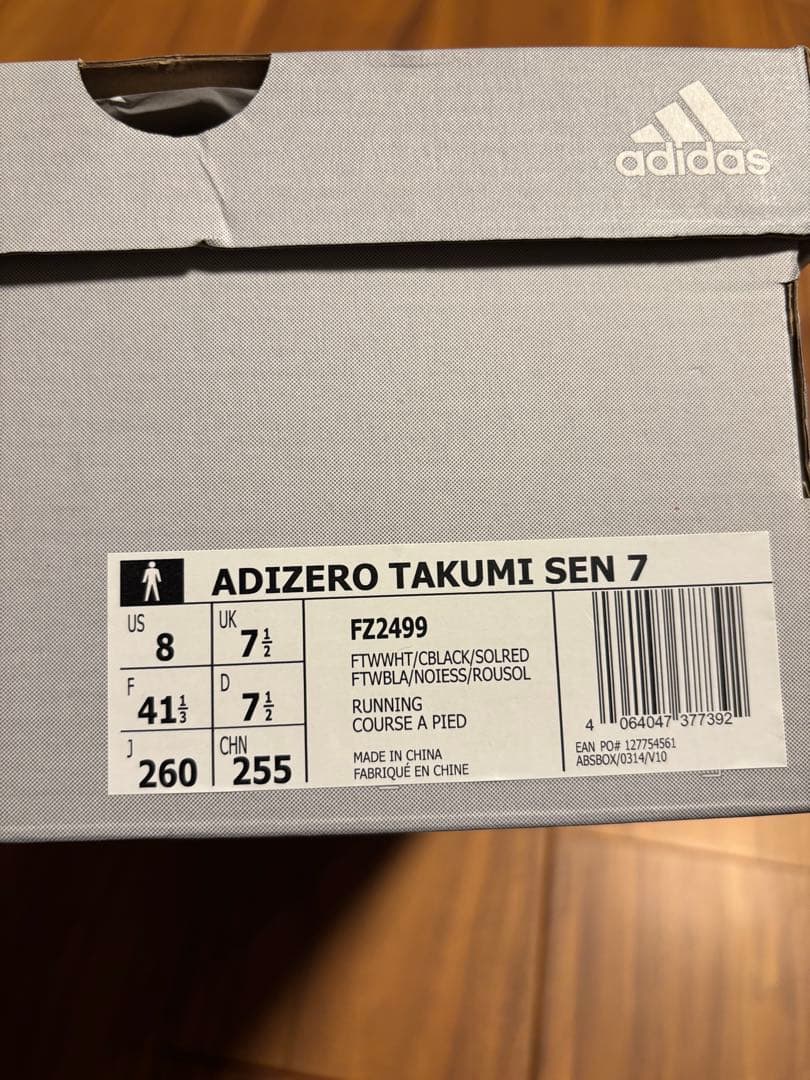 adidas
ADIZERO TAKUMI SEN 7
US 8
UK 7½
F 41⅓
D 7½
J 260
CHN 255
FZ2499
FTWWHT/CBLACK/SOLRED
FTWBLA/NOIESS/ROUSOL
RUNNING
COURSE A PIED
MADE IN CHINA
FABRIQUÉ EN CHINE
4 064047 377392
EAN PO# 127754561
ABSBOX/0314/V10